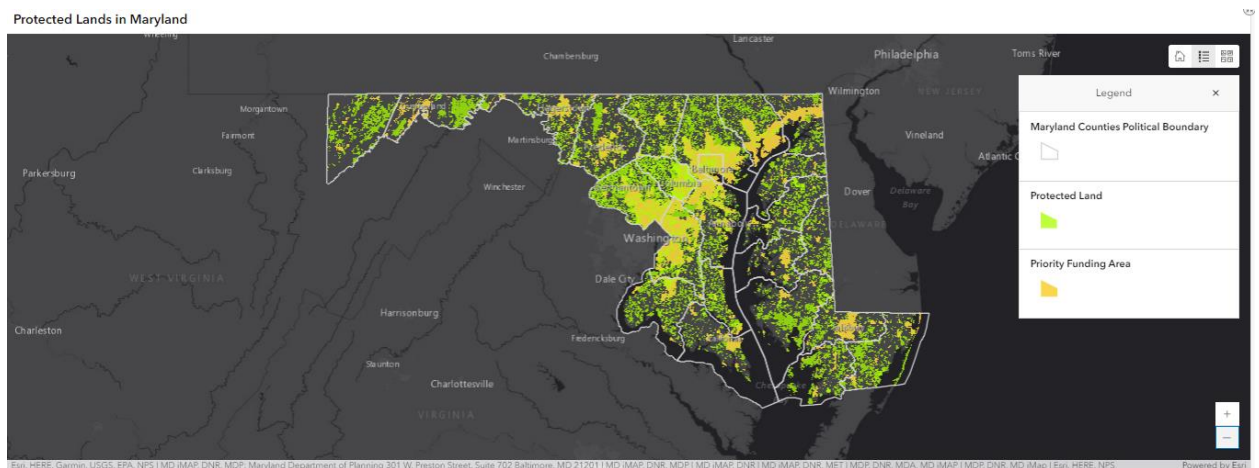 Protected Lands in Maryland
Wheeling
Lancaster
Chambersburg
Philadelphia
Toms River
Legend
Wilmington
NEW JERSEY
Morgantown
Maryland Counties Political Boundary
Fairmont
Martinsburg
Vineland
Atlantic C
Parkersburg
Clarksburg
Baltimore
Winchester
Columbia
Dover
Delaware
Bay
Protected Land
DELAWARE
Washington
Priority Funding Area
WEST VIRGINIA
Dale City
Harrisonburg
Charleston
Fredericksburg
Staunton
Charlottesville
Chesapeake
VIRGINIA
Esri, HERE, Garmin, USGS, EPA, NPS | MD iMAP, DNR, MDP: Maryland Department of Planning 301 W. Preston Street, Suite 702 Baltimore, MD 21201 | MD iMAP, DNR, MDP | MD iMAP, DNR | MD iMAP, DNR, MET | MDP, DNR, MDA, MD iMAP | MDP, DNR, MD iMap | Esri, HERE, NPS
Powered by Esri